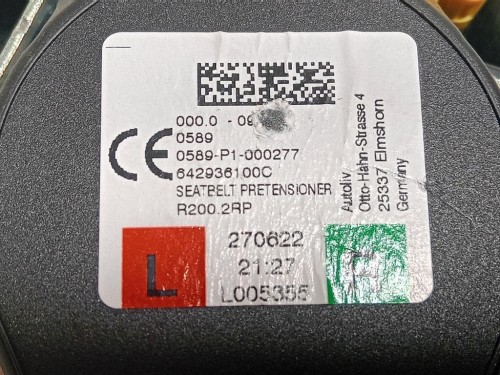 000.0 - 09
CE
0589
0589-P1-000277
642936100C
SEATBELT PRETENSIONER
R200.2RP
Autoliv
Otto-Hahn-Strasse 4
25337 Elmshorn
Germany
L
270622
21:27
L005355